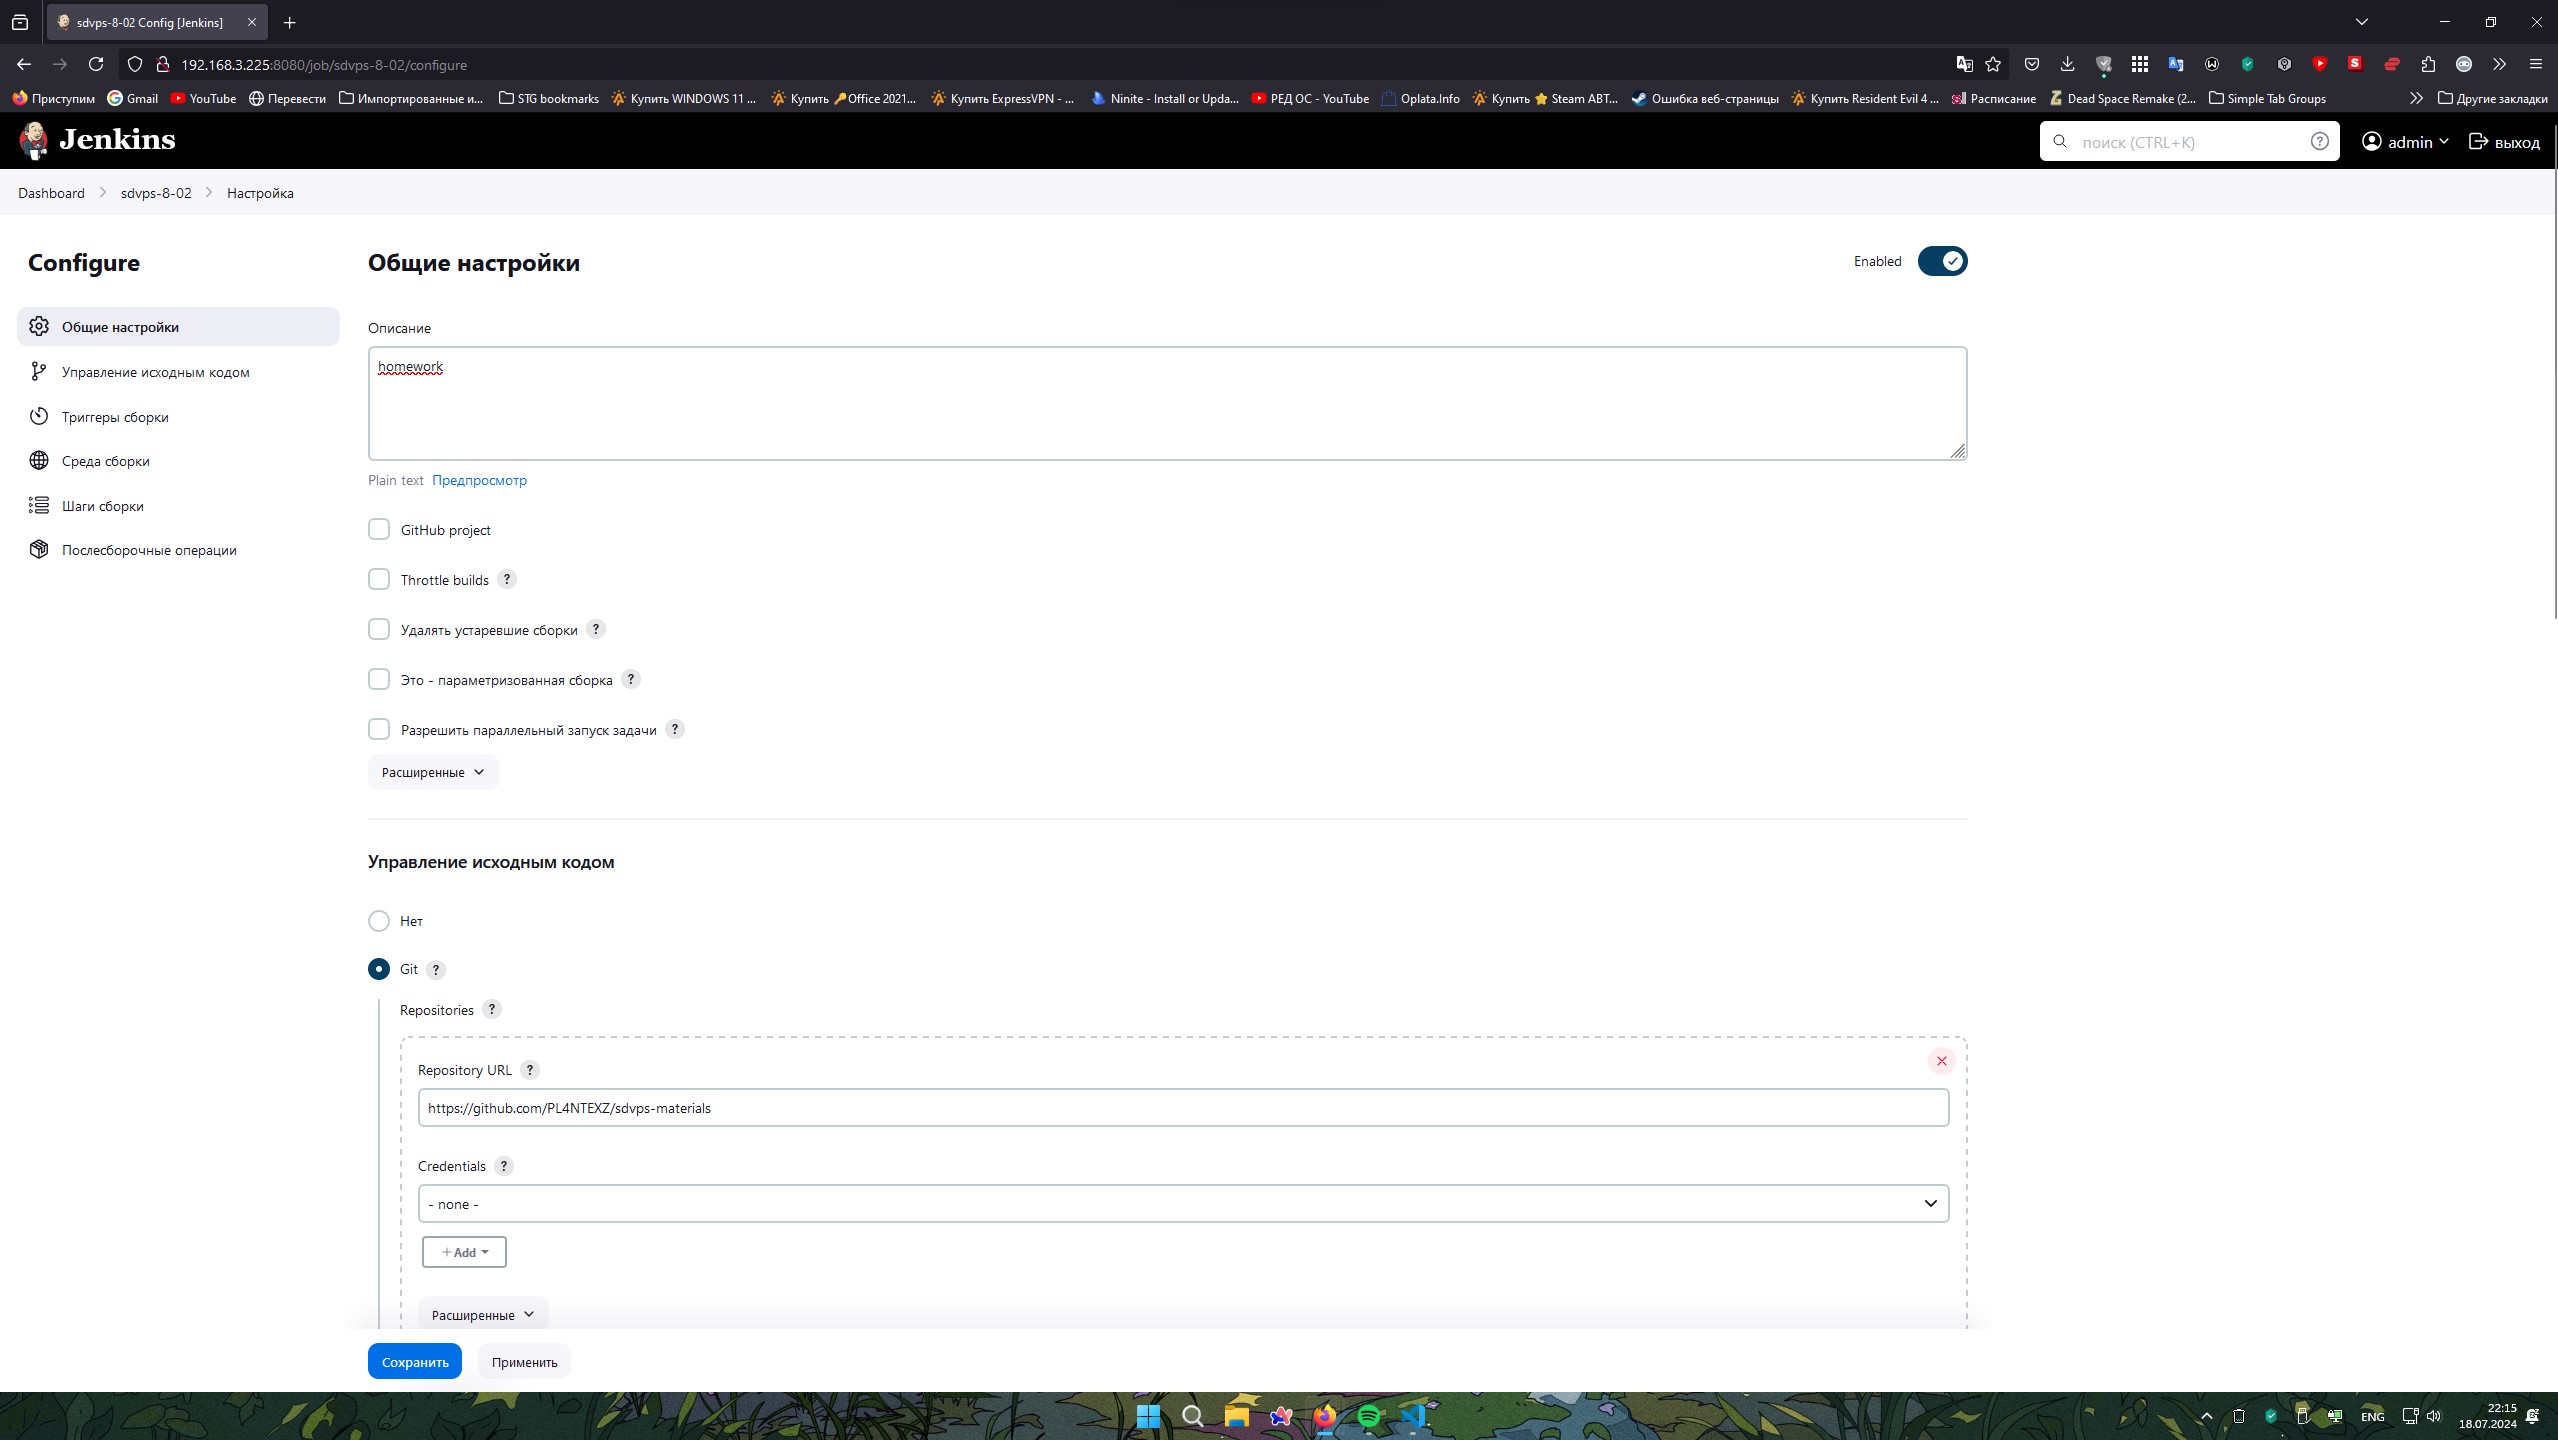 sdvps-8-02 Config [Jenkins]
192.168.3.225:8080/job/sdvps-8-02/configure
Приступим
Gmail
YouTube
Перевести
Импортированные и...
STG bookmarks
Купить WINDOWS 11 ...
Купить 🔑Office 2021...
Купить ExpressVPN - ...
Ninite - Install or Upda...
РЕД ОС - YouTube
Oplata.Info
Купить ⭐ Steam АВТ...
Ошибка веб-страницы
Купить Resident Evil 4 ...
Расписание
Dead Space Remake (2...
Simple Tab Groups
Другие закладки
Jenkins
поиск (CTRL+K)
admin
выход
Dashboard
sdvps-8-02
Настройка
Configure
Общие настройки
Управление исходным кодом
Триггеры сборки
Среда сборки
Шаги сборки
Послесборочные операции
Общие настройки
Enabled
Описание
homework
Plain text Предпросмотр
GitHub project
Throttle builds ?
Удалять устаревшие сборки ?
Это - параметризованная сборка ?
Разрешить параллельный запуск задачи ?
Расширенные
Управление исходным кодом
Нет
Git ?
Repositories ?
Repository URL ?
https://github.com/PL4NTEXZ/sdvps-materials
Credentials ?
- none -
+ Add
Расширенные
Сохранить
Применить
ENG
22:15
18.07.2024